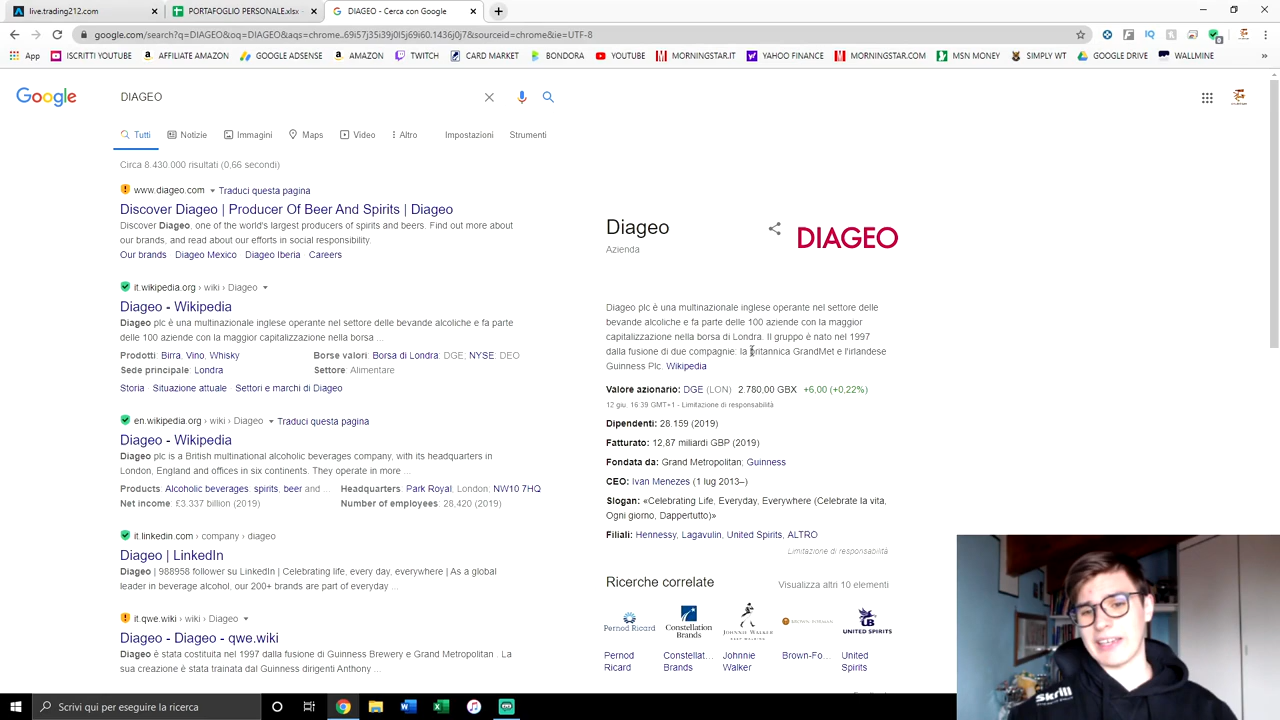 live.trading212.com
PORTAFOGLIO PERSONALE.xlsx -
DIAGEO - Cerca con Google
google.com/search?q=DIAGEO&oq=DIAGEO&aqs=chrome..69i57j35i39j0l5j69i60.1436j0j7&sourceid=chrome&ie=UTF-8
App
ISCRITTI YOUTUBE
AFFILIATE AMAZON
GOOGLE ADSENSE
AMAZON
TWITCH
CARD MARKET
BONDORA
YOUTUBE
MORNINGSTAR.IT
YAHOO FINANCE
MORNINGSTAR.COM
MSN MONEY
SIMPLY WT
GOOGLE DRIVE
WALLMINE
»
Google
DIAGEO
Tutti
Notizie
Immagini
Maps
Video
Altro
Impostazioni
Strumenti
Circa 8.430.000 risultati (0,66 secondi)
www.diageo.com ▾ Traduci questa pagina
Discover Diageo | Producer Of Beer And Spirits | Diageo
Discover Diageo, one of the world's largest producers of spirits and beers. Find out more about
our brands, and read about our efforts in social responsibility.
Our brands Diageo Mexico Diageo Iberia Careers
it.wikipedia.org › wiki › Diageo ▾
Diageo - Wikipedia
Diageo plc è una multinazionale inglese operante nel settore delle bevande alcoliche e fa parte
delle 100 aziende con la maggior capitalizzazione nella borsa ...
Prodotti: Birra, Vino, Whisky
Borse valori: Borsa di Londra: DGE, NYSE: DEO
Sede principale: Londra
Settore: Alimentare
Storia · Situazione attuale · Settori e marchi di Diageo
en.wikipedia.org › wiki › Diageo ▾ Traduci questa pagina
Diageo - Wikipedia
Diageo plc is a British multinational alcoholic beverages company, with its headquarters in
London, England and offices in six continents. They operate in more ...
Products: Alcoholic beverages, spirits, beer and ...
Headquarters: Park Royal, London, NW10 7HQ
Net income: £3.337 billion (2019)
Number of employees: 28,420 (2019)
it.linkedin.com › company › diageo
Diageo | LinkedIn
Diageo | 988958 follower su LinkedIn | Celebrating life, every day, everywhere | As a global
leader in beverage alcohol, our 200+ brands are part of everyday ...
it.qwe.wiki › wiki › Diageo ▾
Diageo - Diageo - qwe.wiki
Diageo è stata costituita nel 1997 dalla fusione di Guinness Brewery e Grand Metropolitan . La
sua creazione è stata trainata dal Guinness dirigenti Anthony ...
Diageo
Azienda
DIAGEO
Diageo plc è una multinazionale inglese operante nel settore delle
bevande alcoliche e fa parte delle 100 aziende con la maggior
capitalizzazione nella borsa di Londra. Il gruppo è nato nel 1997
dalla fusione di due compagnie: la britannica GrandMet e l'irlandese
Guinness Plc. Wikipedia
Valore azionario: DGE (LON) 2.780,00 GBX +6,00 (+0,22%)
12 giu, 16:39 GMT+1 - Limitazione di responsabilità
Dipendenti: 28.159 (2019)
Fatturato: 12,87 miliardi GBP (2019)
Fondata da: Grand Metropolitan; Guinness
CEO: Ivan Menezes (1 lug 2013–)
Slogan: «Celebrating Life, Everyday, Everywhere (Celebrate la vita,
Ogni giorno, Dappertutto)»
Filiali: Hennessy, Lagavulin, United Spirits, ALTRO
Limitazione di responsabilità
Ricerche correlate
Visualizza altri 10 elementi
Pernod Ricard
Constellation Brands
JOHNNIE WALKER
BROWN-FORMAN
UNITED SPIRITS
Pernod Ricard
Constellat... Brands
Johnnie Walker
Brown-Fo...
United Spirits
Skrill
Scrivi qui per eseguire la ricerca